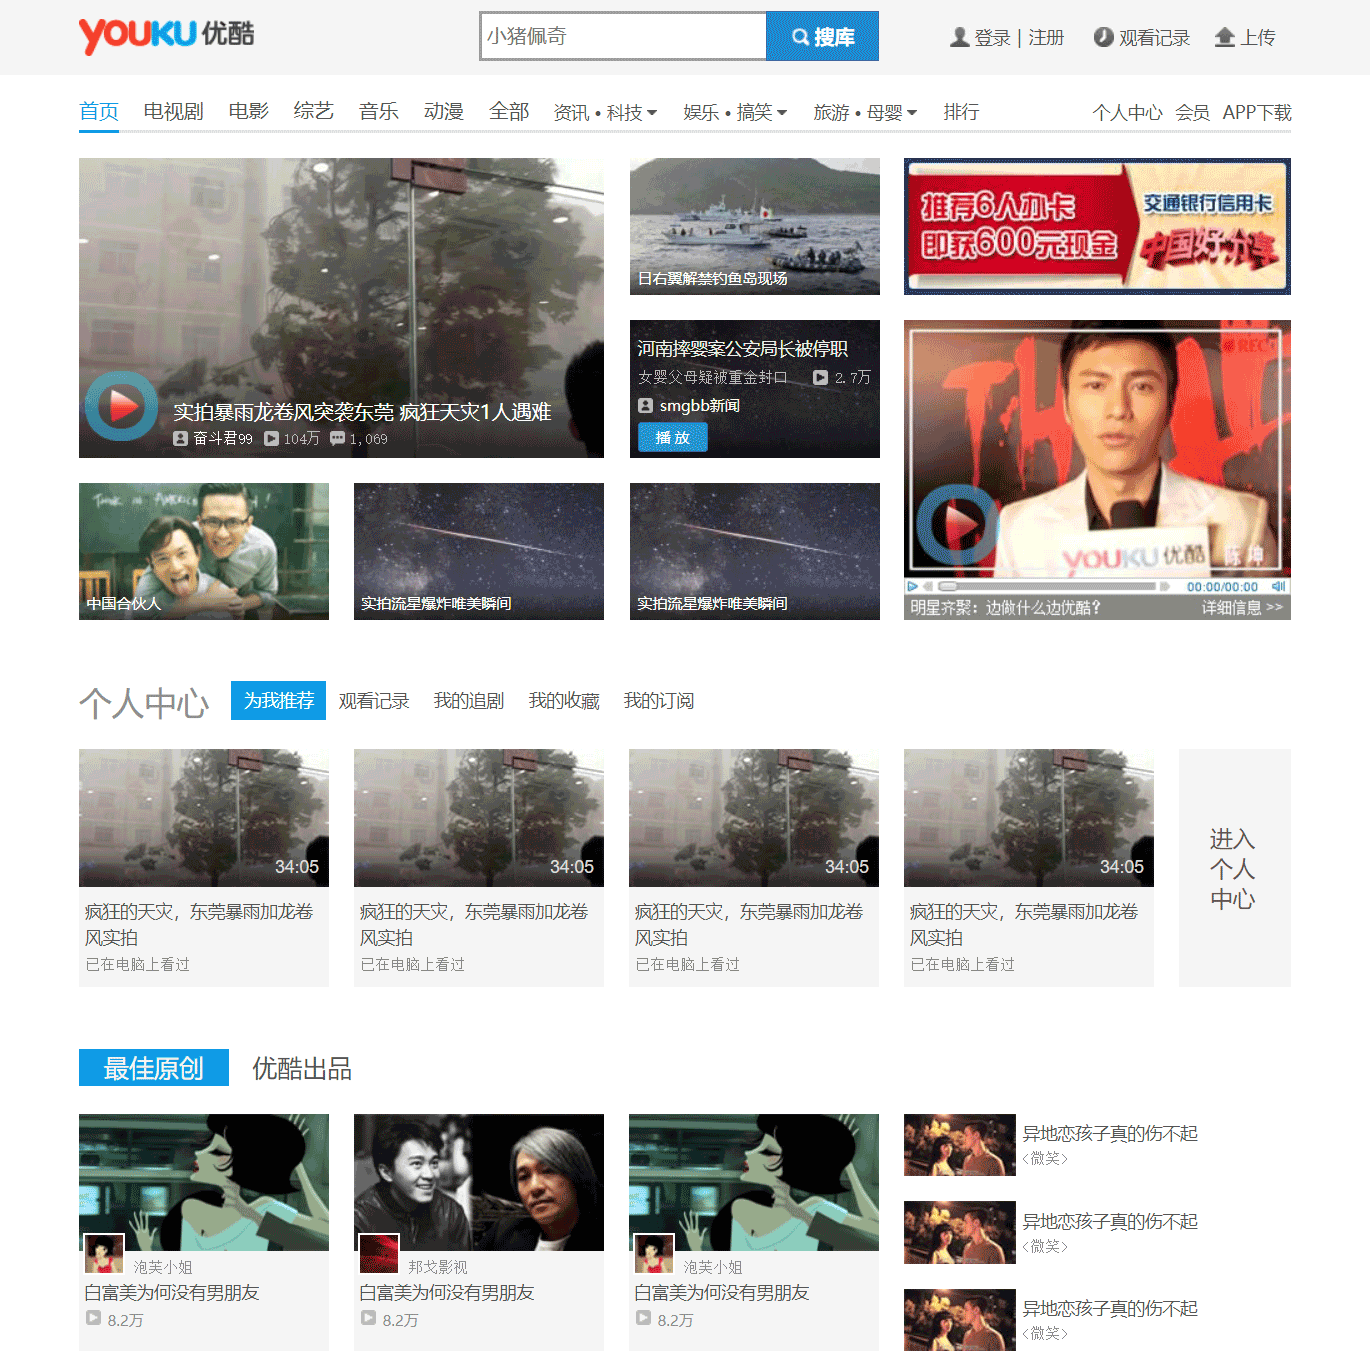 YOUKU 优酷
小猪佩奇
搜库
登录 | 注册
观看记录
上传
首页 电视剧 电影 综艺 音乐 动漫 全部 资讯 • 科技 娱乐 • 搞笑 旅游 • 母婴 排行 个人中心 会员 APP下载
实拍暴雨龙卷风突袭东莞 疯狂天灾1人遇难
奋斗君99 104万 1,069
日右翼解禁钓鱼岛现场
推荐6人办卡
即获600元现金
交通银行信用卡
中国好分享
河南摔婴案公安局长被停职
女婴父母疑被重金封口 2.7万
smgbb新闻
播 放
REC
YOUKU优酷
陈 坤
00:00/00:00
明星齐聚：边做什么边优酷?
详细信息 >>
THINK IN AMERICA
中国合伙人
实拍流星爆炸唯美瞬间
实拍流星爆炸唯美瞬间
个人中心 为我推荐 观看记录 我的追剧 我的收藏 我的订阅
34:05
疯狂的天灾，东莞暴雨加龙卷
风实拍
已在电脑上看过
34:05
疯狂的天灾，东莞暴雨加龙卷
风实拍
已在电脑上看过
34:05
疯狂的天灾，东莞暴雨加龙卷
风实拍
已在电脑上看过
34:05
疯狂的天灾，东莞暴雨加龙卷
风实拍
已在电脑上看过
进入
个人
中心
最佳原创 优酷出品
泡芙小姐
白富美为何没有男朋友
8.2万
邦戈影视
白富美为何没有男朋友
8.2万
泡芙小姐
白富美为何没有男朋友
8.2万
异地恋孩子真的伤不起
<微笑>
异地恋孩子真的伤不起
<微笑>
异地恋孩子真的伤不起
<微笑>